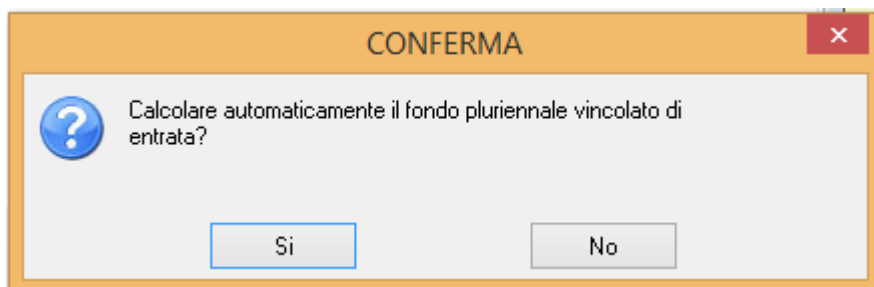 CONFERMA
Calcolare automaticamente il fondo pluriennale vincolato di
entrata?
Si
No